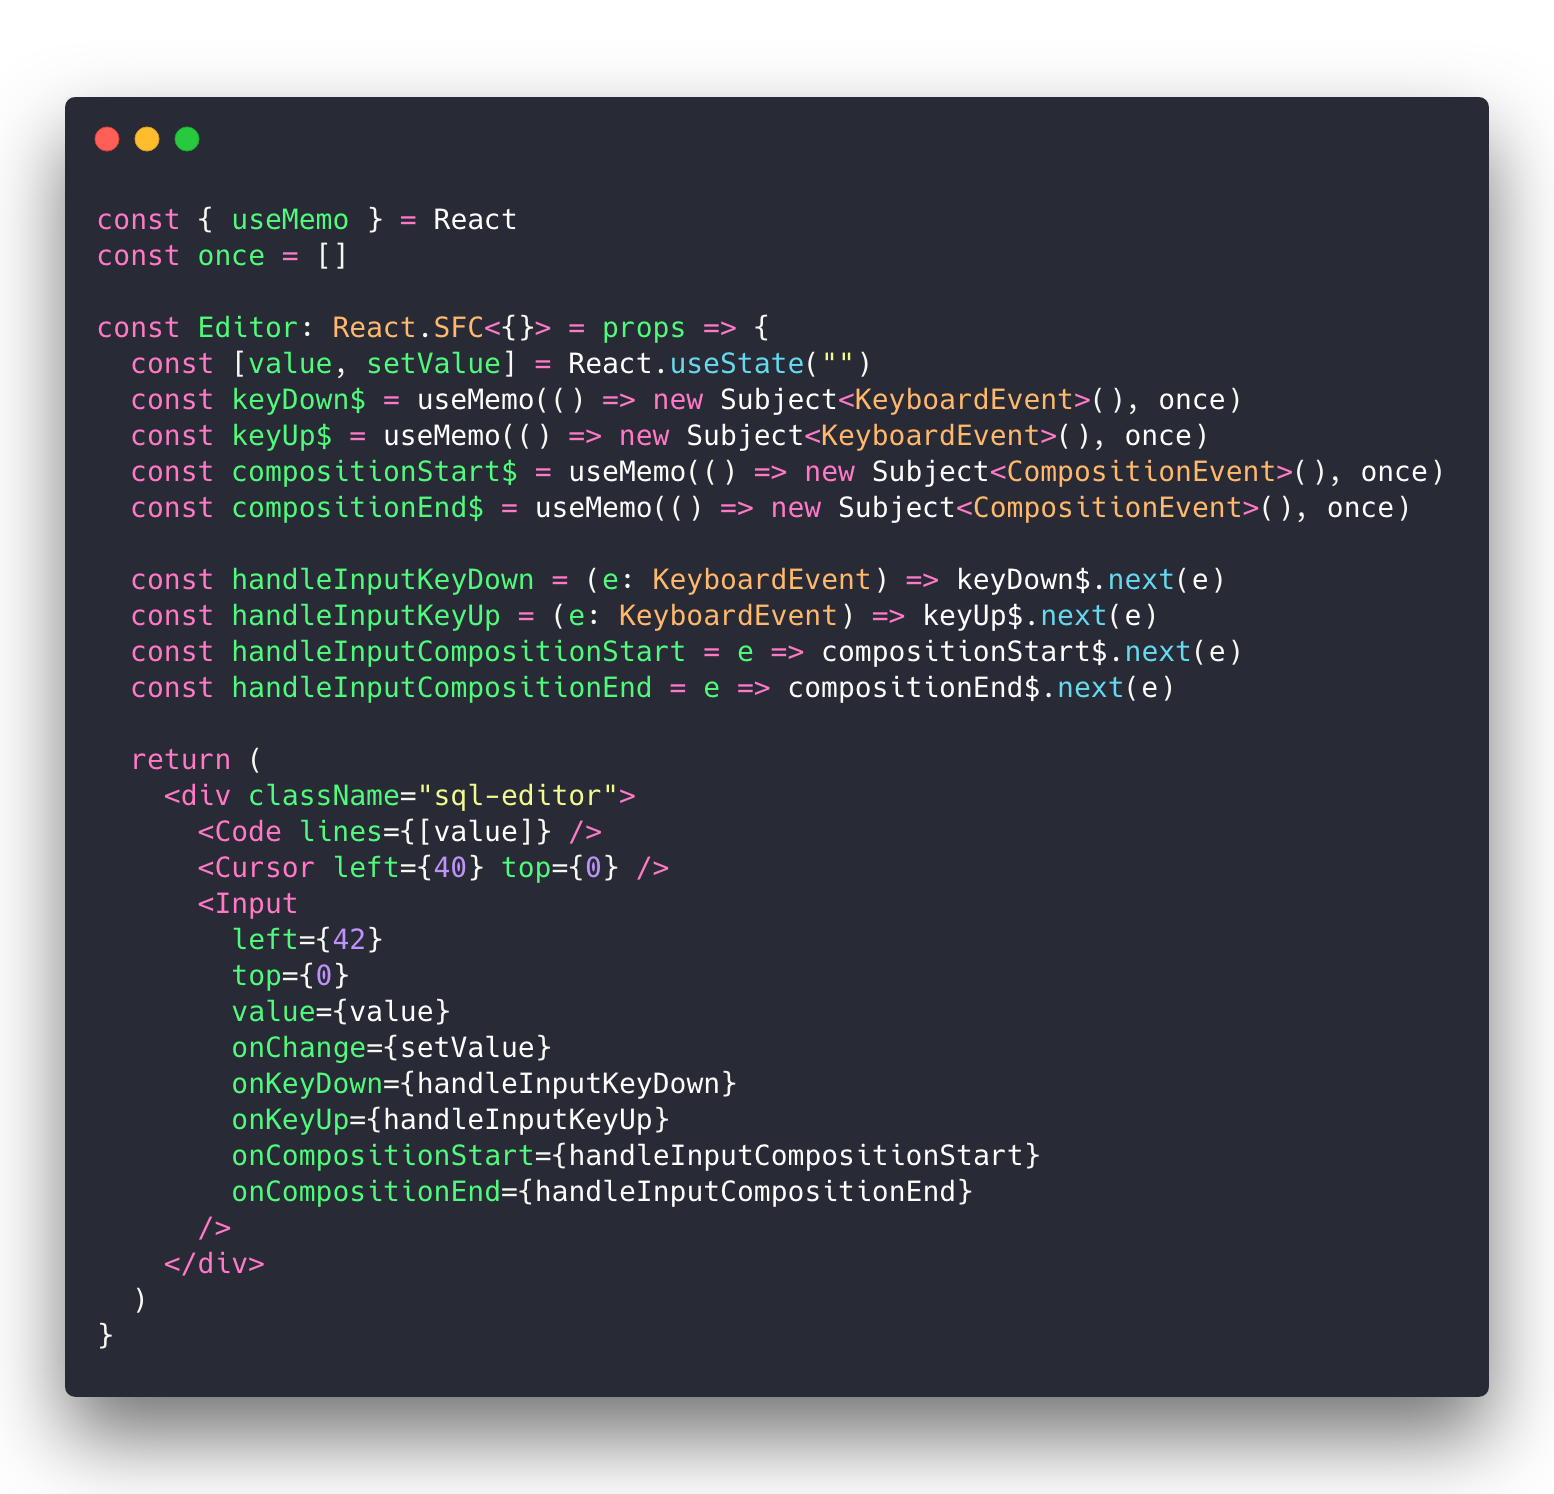 const { useMemo } = React
const once = []

const Editor: React.SFC<{}> = props => {
  const [value, setValue] = React.useState("")
  const keyDown$ = useMemo(() => new Subject<KeyboardEvent>(), once)
  const keyUp$ = useMemo(() => new Subject<KeyboardEvent>(), once)
  const compositionStart$ = useMemo(() => new Subject<CompositionEvent>(), once)
  const compositionEnd$ = useMemo(() => new Subject<CompositionEvent>(), once)

  const handleInputKeyDown = (e: KeyboardEvent) => keyDown$.next(e)
  const handleInputKeyUp = (e: KeyboardEvent) => keyUp$.next(e)
  const handleInputCompositionStart = e => compositionStart$.next(e)
  const handleInputCompositionEnd = e => compositionEnd$.next(e)

  return (
    <div className="sql-editor">
      <Code lines={[value]} />
      <Cursor left={40} top={0} />
      <Input
        left={42}
        top={0}
        value={value}
        onChange={setValue}
        onKeyDown={handleInputKeyDown}
        onKeyUp={handleInputKeyUp}
        onCompositionStart={handleInputCompositionStart}
        onCompositionEnd={handleInputCompositionEnd}
      />
    </div>
  )
}